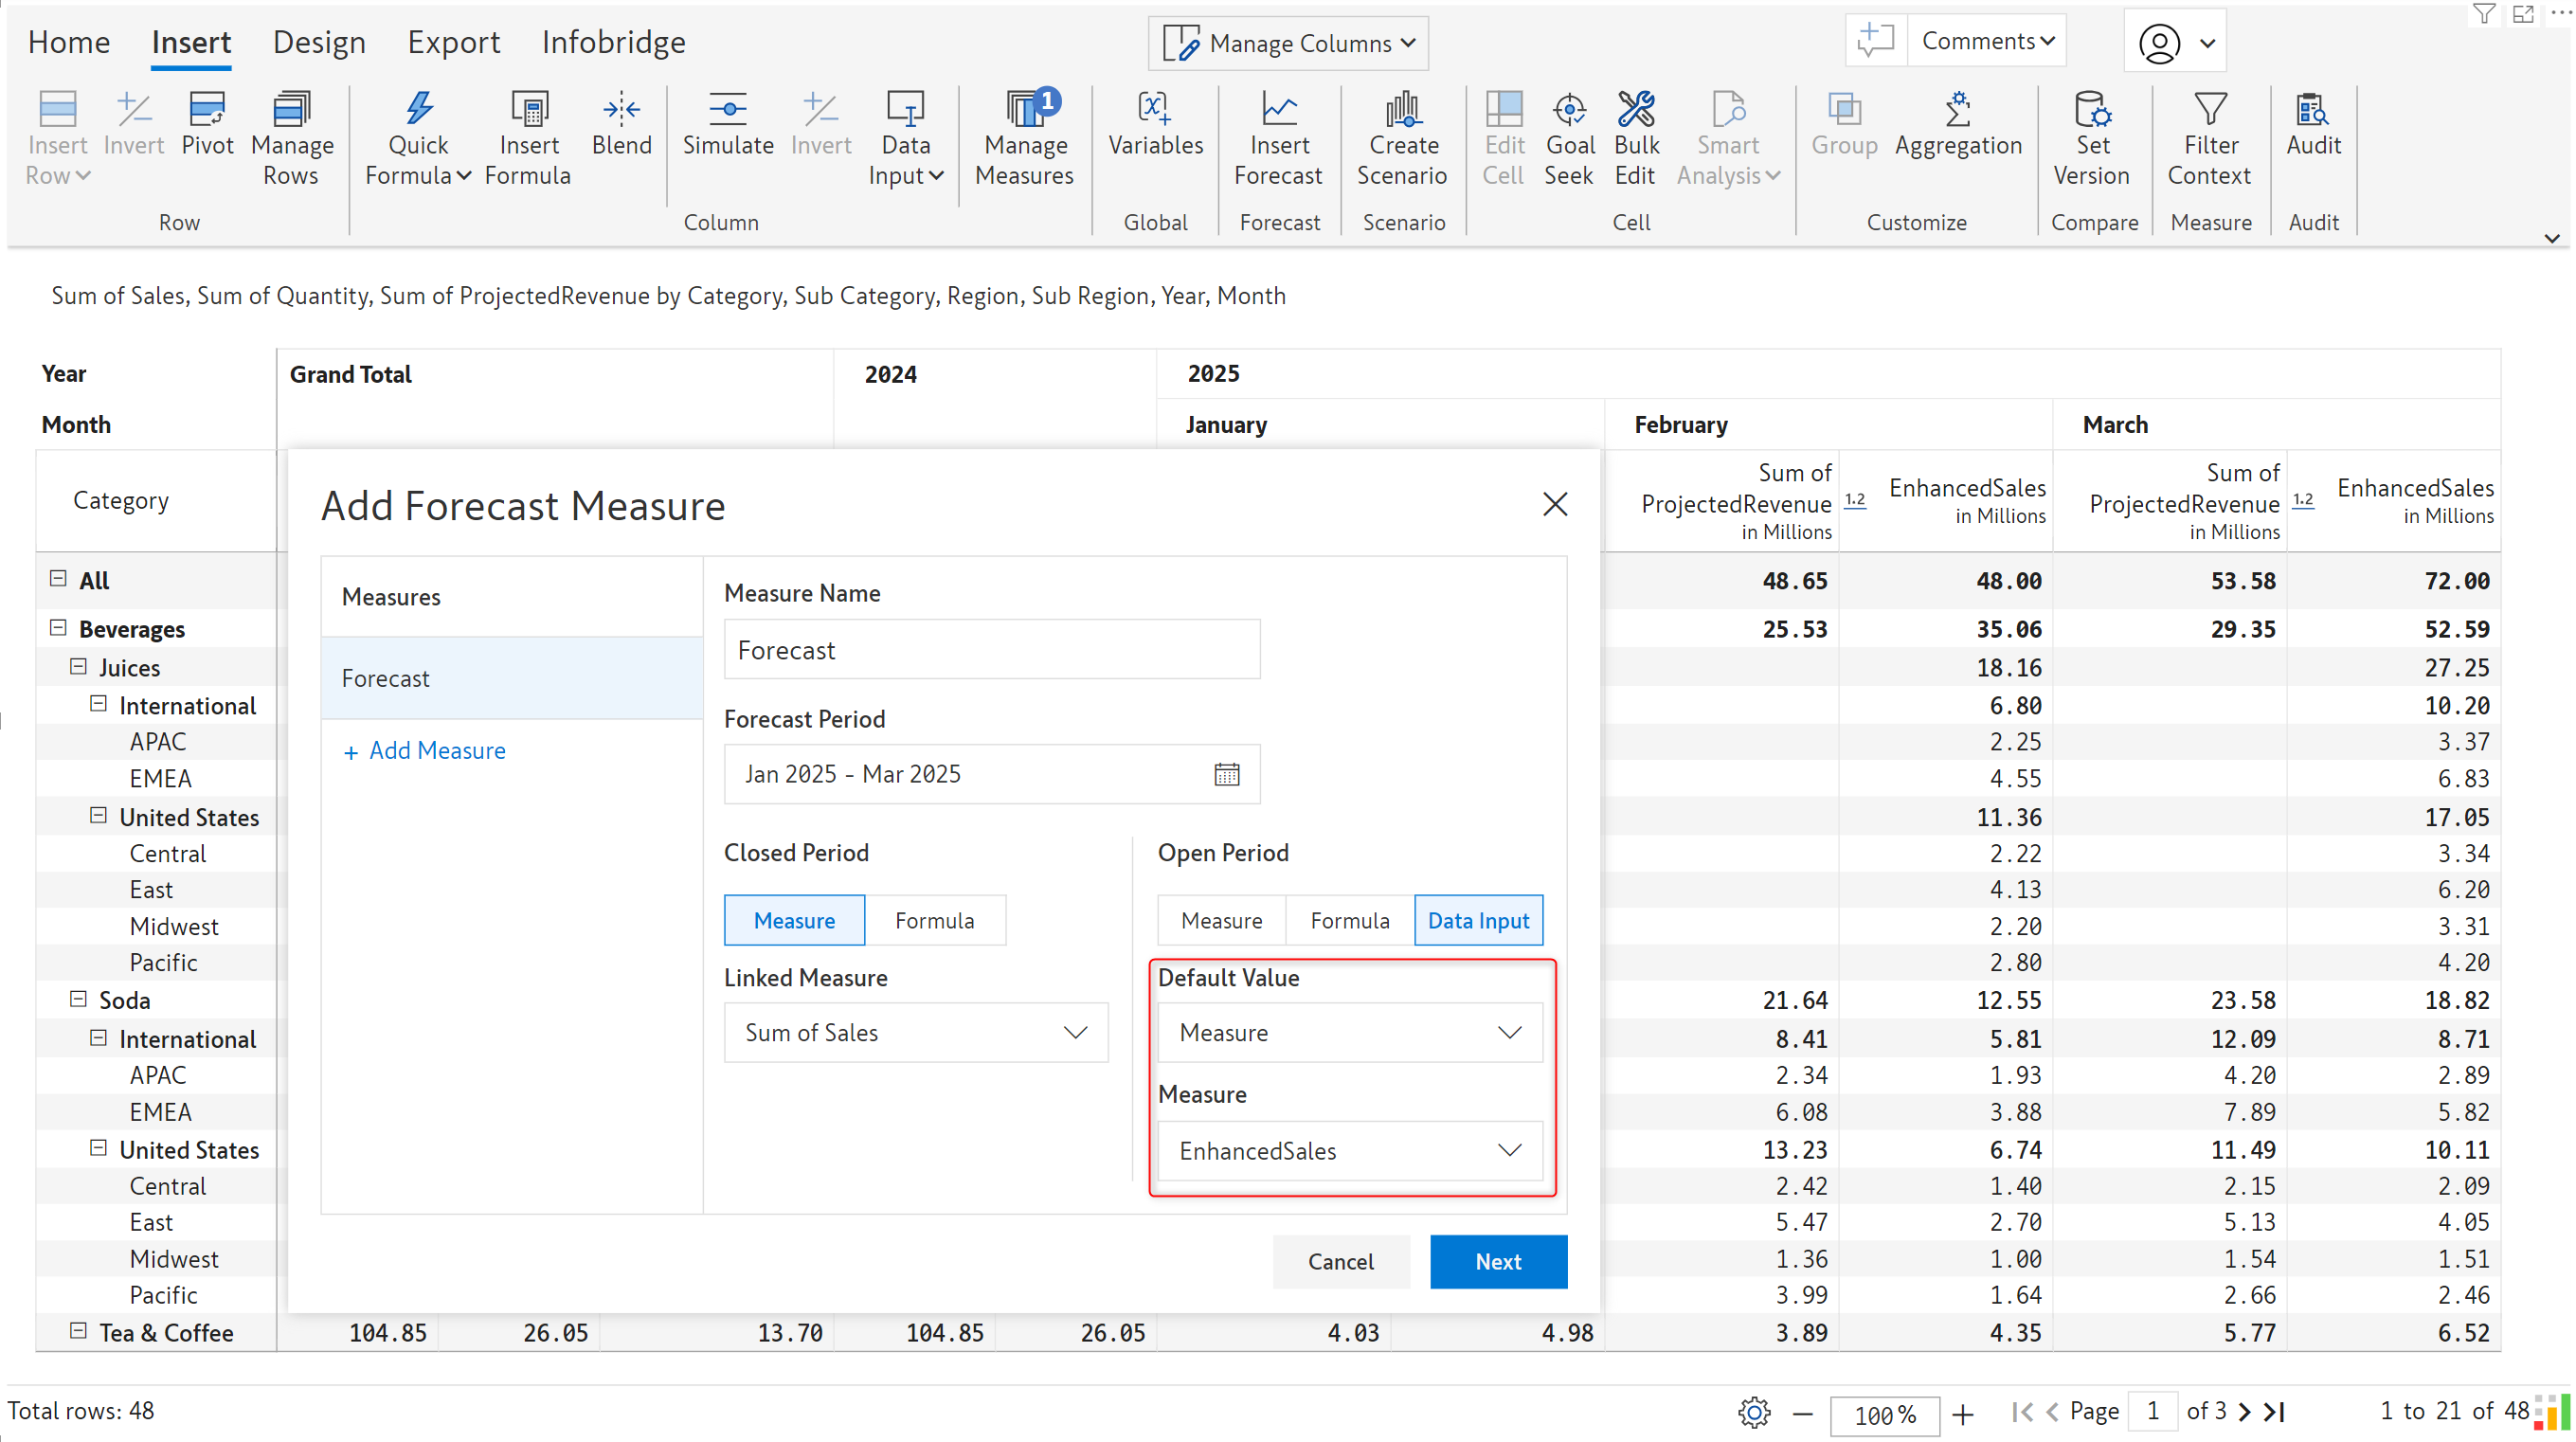 Home Insert Design Export Infobridge Manage Columns Comments
Insert Row Invert Pivot Manage Rows Quick Formula Insert Formula Blend Simulate Invert Data Input Manage Measures 1 Variables Insert Forecast Create Scenario Edit Cell Goal Seek Bulk Edit Smart Analysis Group Aggregation Set Version Filter Context Audit
Row Column Global Forecast Scenario Cell Customize Compare Measure Audit
Sum of Sales, Sum of Quantity, Sum of ProjectedRevenue by Category, Sub Category, Region, Sub Region, Year, Month
Year Grand Total 2024 2025
Month January February March
Category Sum of ProjectedRevenue in Millions 1.2 EnhancedSales in Millions Sum of ProjectedRevenue in Millions 1.2 EnhancedSales in Millions
All 48.65 48.00 53.58 72.00
Beverages 25.53 35.06 29.35 52.59
Juices 18.16 27.25
International 6.80 10.20
APAC 2.25 3.37
EMEA 4.55 6.83
United States 11.36 17.05
Central 2.22 3.34
East 4.13 6.20
Midwest 2.20 3.31
Pacific 2.80 4.20
Soda 21.64 12.55 23.58 18.82
International 8.41 5.81 12.09 8.71
APAC 2.34 1.93 4.20 2.89
EMEA 6.08 3.88 7.89 5.82
United States 13.23 6.74 11.49 10.11
Central 2.42 1.40 2.15 2.09
East 5.47 2.70 5.13 4.05
Midwest 1.36 1.00 1.54 1.51
Pacific 3.99 1.64 2.66 2.46
Tea & Coffee 104.85 26.05 13.70 104.85 26.05 4.03 4.98 3.89 4.35 5.77 6.52
Add Forecast Measure
Measures
Forecast
+ Add Measure
Measure Name
Forecast
Forecast Period
Jan 2025 - Mar 2025
Closed Period
Measure Formula
Linked Measure
Sum of Sales
Open Period
Measure Formula Data Input
Default Value
Measure
Measure
EnhancedSales
Cancel Next
Total rows: 48 100% Page 1 of 3 1 to 21 of 48